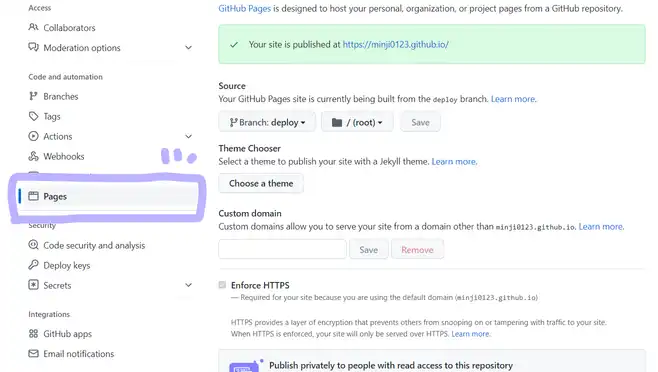 Access
Collaborators
Moderation options
Code and automation
Branches
Tags
Actions
Webhooks
Pages
Security
Code security and analysis
Deploy keys
Secrets
Integrations
GitHub apps
Email notifications
GitHub Pages is designed to host your personal, organization, or project pages from a GitHub repository.
Your site is published at https://minji0123.github.io/
Source
Your GitHub Pages site is currently being built from the deploy branch. Learn more.
Branch: deploy
/ (root)
Save
Theme Chooser
Select a theme to publish your site with a Jekyll theme. Learn more.
Choose a theme
Custom domain
Custom domains allow you to serve your site from a domain other than minji0123.github.io. Learn more.
Save
Remove
Enforce HTTPS
— Required for your site because you are using the default domain (minji0123.github.io)
HTTPS provides a layer of encryption that prevents others from snooping on or tampering with traffic to your site.
When HTTPS is enforced, your site will only be served over HTTPS. Learn more.
Publish privately to people with read access to this repository